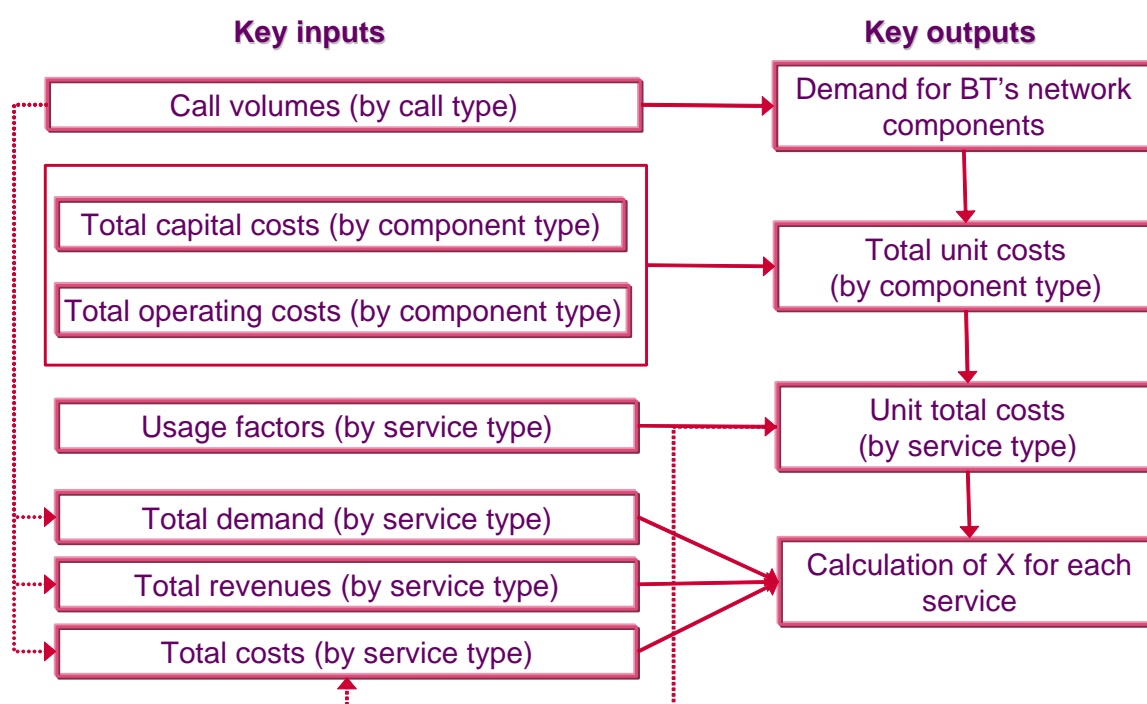 Key inputs
Key outputs
Call volumes (by call type)
Demand for BT’s network
components
Total capital costs (by component type)
Total operating costs (by component type)
Total unit costs
(by component type)
Usage factors (by service type)
Unit total costs
(by service type)
Total demand (by service type)
Total revenues (by service type)
Total costs (by service type)
Calculation of X for each
service